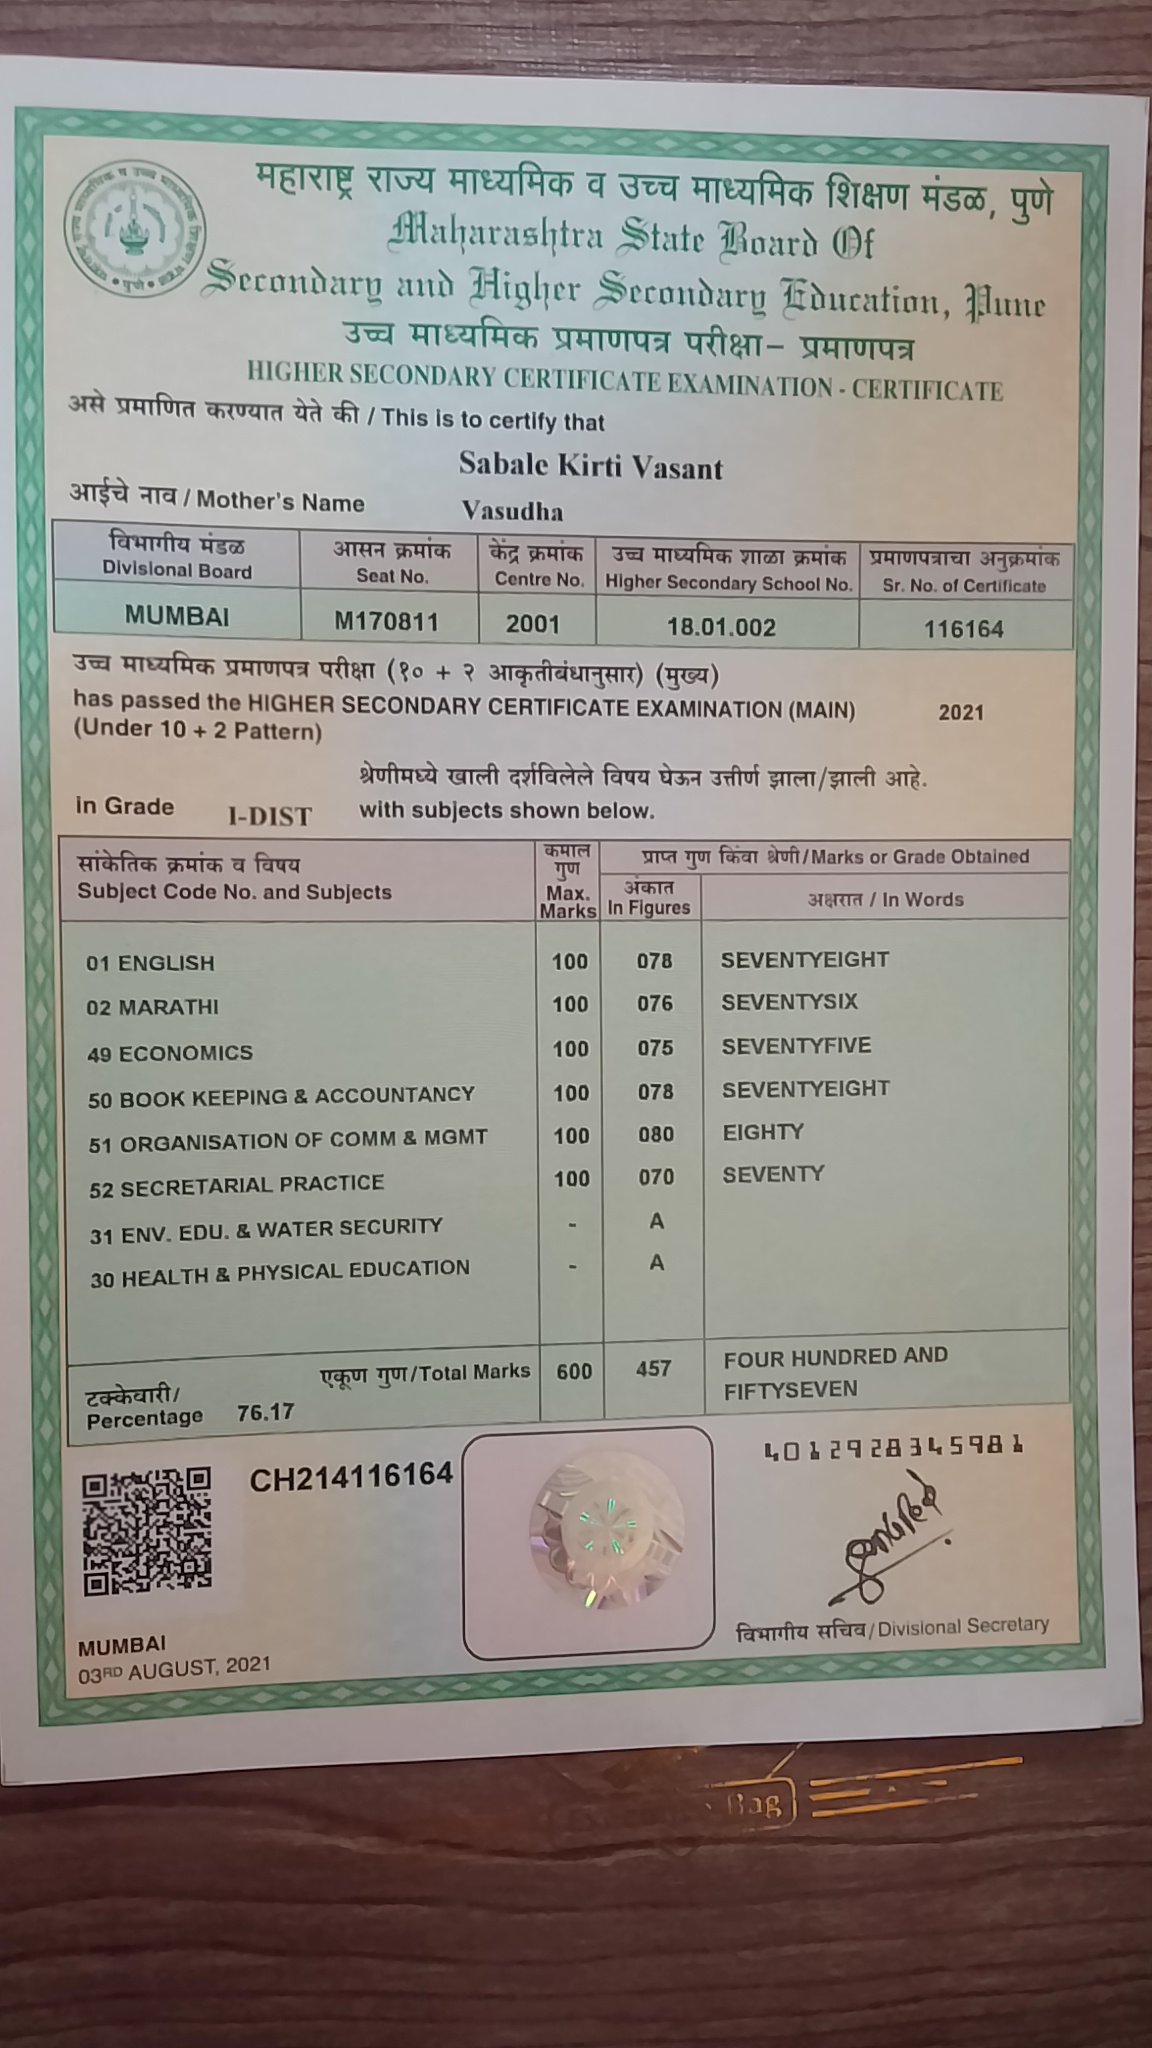 महाराष्ट्र राज्य माध्यमिक व उच्च माध्यमिक शिक्षण मंडळ, पुणे
Maharashtra State Board Of
Secondary and Higher Secondary Education, Pune
उच्च माध्यमिक प्रमाणपत्र परीक्षा– प्रमाणपत्र
HIGHER SECONDARY CERTIFICATE EXAMINATION - CERTIFICATE
असे प्रमाणित करण्यात येते की / This is to certify that
Sabale Kirti Vasant
आईचे नाव / Mother's Name Vasudha
विभागीय मंडळ आसन क्रमांक केंद्र क्रमांक उच्च माध्यमिक शाळा क्रमांक प्रमाणपत्राचा अनुक्रमांक
Divisional Board Seat No. Centre No. Higher Secondary School No. Sr. No. of Certificate
MUMBAI M170811 2001 18.01.002 116164
उच्च माध्यमिक प्रमाणपत्र परीक्षा (१० + २ आकृतीबंधानुसार) (मुख्य)
has passed the HIGHER SECONDARY CERTIFICATE EXAMINATION (MAIN) 2021
(Under 10 + 2 Pattern)
श्रेणीमध्ये खाली दर्शविलेले विषय घेऊन उत्तीर्ण झाला/झाली आहे.
in Grade I-DIST with subjects shown below.
सांकेतिक क्रमांक व विषय कमाल गुण प्राप्त गुण किंवा श्रेणी/Marks or Grade Obtained
Subject Code No. and Subjects Max. Marks अंकात In Figures अक्षरात / In Words
01 ENGLISH 100 078 SEVENTYEIGHT
02 MARATHI 100 076 SEVENTYSIX
49 ECONOMICS 100 075 SEVENTYFIVE
50 BOOK KEEPING & ACCOUNTANCY 100 078 SEVENTYEIGHT
51 ORGANISATION OF COMM & MGMT 100 080 EIGHTY
52 SECRETARIAL PRACTICE 100 070 SEVENTY
31 ENV. EDU. & WATER SECURITY - A
30 HEALTH & PHYSICAL EDUCATION - A
एकूण गुण/Total Marks 600 457 FOUR HUNDRED AND
FIFTYSEVEN
टक्केवारी/
Percentage 76.17
4012928345981
CH214116164
विभागीय सचिव/Divisional Secretary
MUMBAI
03RD AUGUST, 2021
Bag